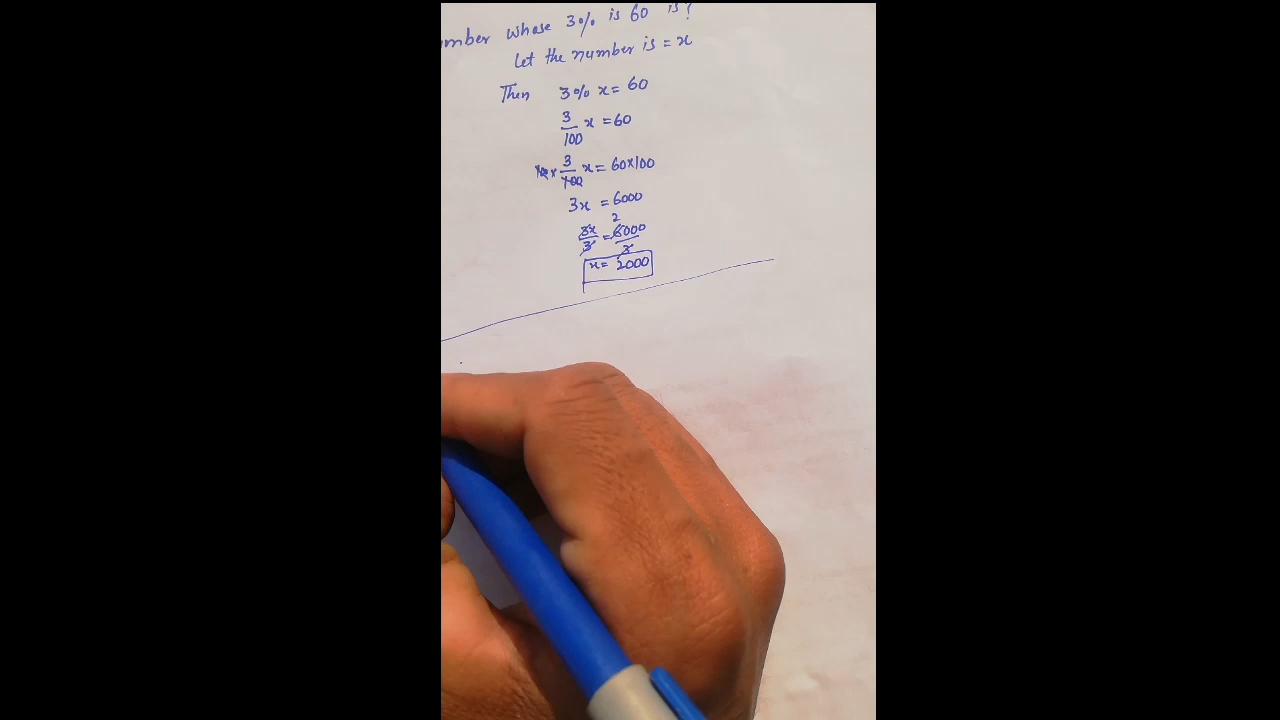 mber whose 3% is 60 is?
Let the number is = x
Then 3% x = 60
3/100 x = 60
100 × 3/100 x = 60×100
3x = 6000
3x/3 = 6000/3 2
x = 2000